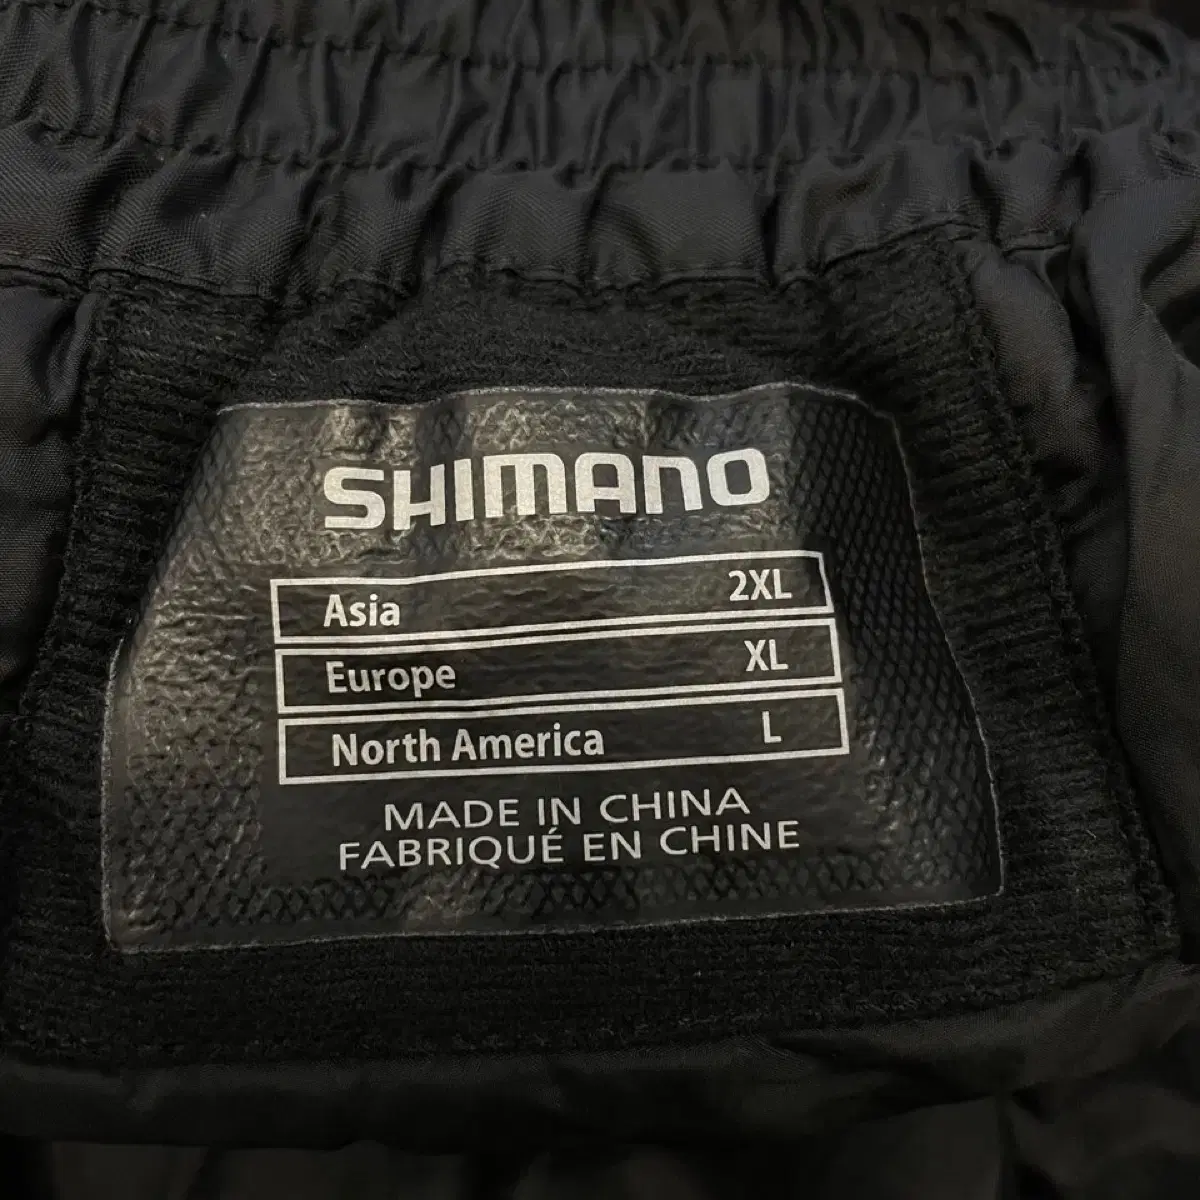 SHIMANO
Asia 2XL
Europe XL
North America L
MADE IN CHINA
FABRIQUÉ EN CHINE